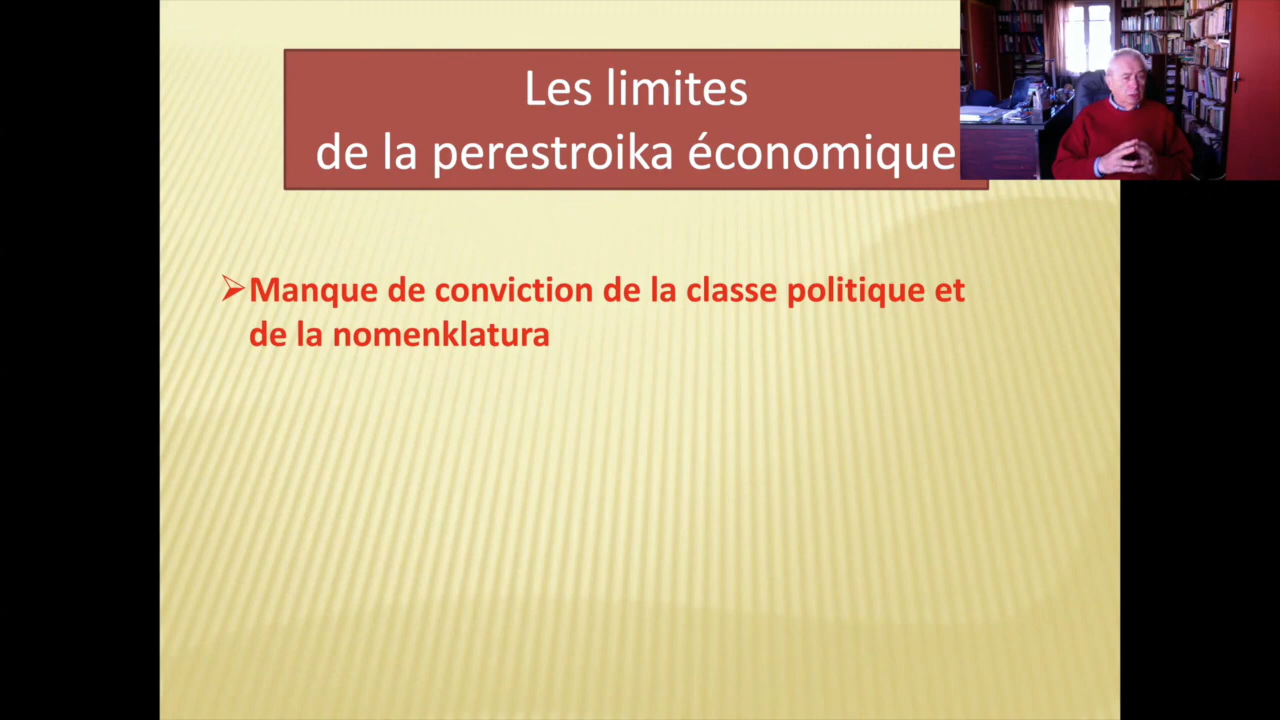 Les limites
de la perestroika économique
Manque de conviction de la classe politique et
de la nomenklatura